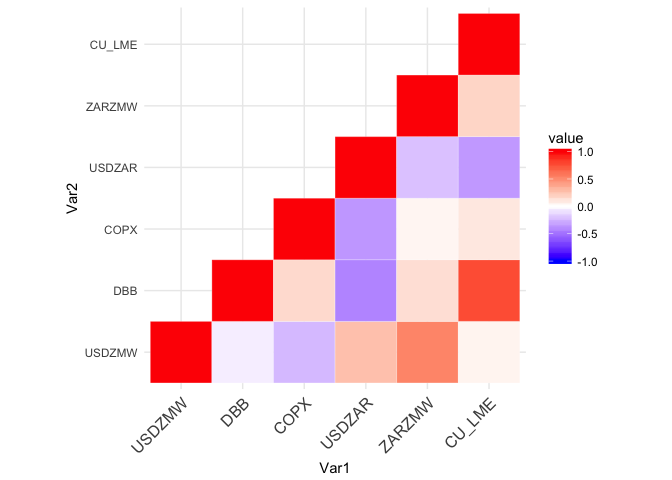 CU_LME
ZARZMW
USDZAR
COPX
DBB
USDZMW
Var2
USDZMW
DBB
COPX
USDZAR
ZARZMW
CU_LME
Var1
value
1.0
0.5
0.0
-0.5
-1.0